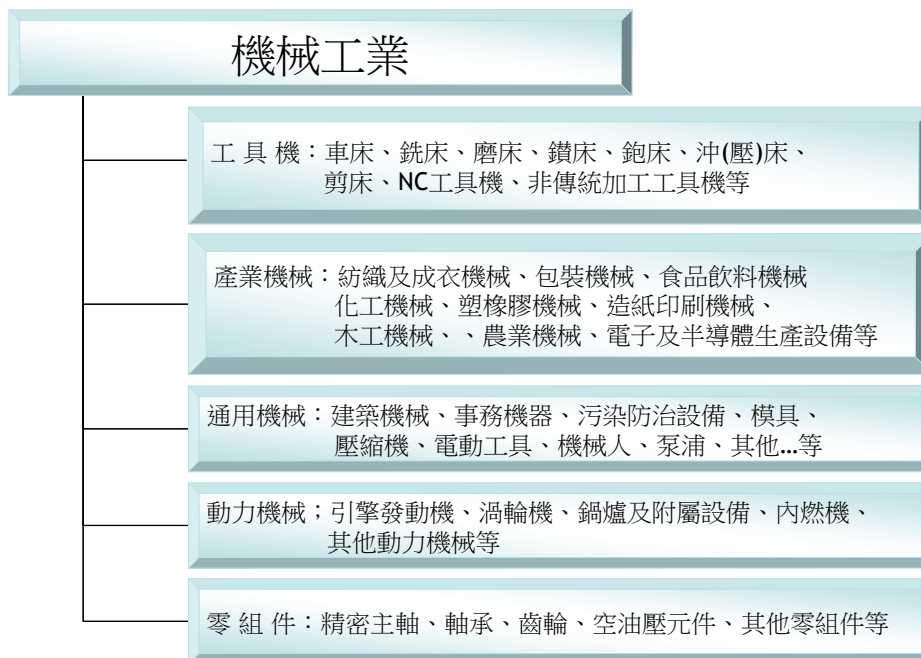 機械工業
工 具 機：車床、銑床、磨床、鑽床、鉋床、沖(壓)床、
剪床、NC工具機、非傳統加工工具機等
產業機械：紡織及成衣機械、包裝機械、食品飲料機械
化工機械、塑橡膠機械、造紙印刷機械、
木工機械、、農業機械、電子及半導體生產設備等
通用機械：建築機械、事務機器、污染防治設備、模具、
壓縮機、電動工具、機械人、泵浦、其他…等
動力機械；引擎發動機、渦輪機、鍋爐及附屬設備、內燃機、
其他動力機械等
零 組 件：精密主軸、軸承、齒輪、空油壓元件、其他零組件等